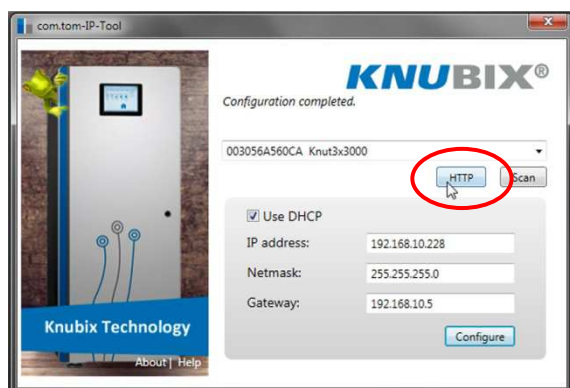 com.tom-IP-Tool
KNUBIX®
Configuration completed.
003056A560CA Knut3x3000
HTTP Scan
Use DHCP
IP address: 192.168.10.228
Netmask: 255.255.255.0
Gateway: 192.168.10.5
Configure
Knubix Technology
About | Help